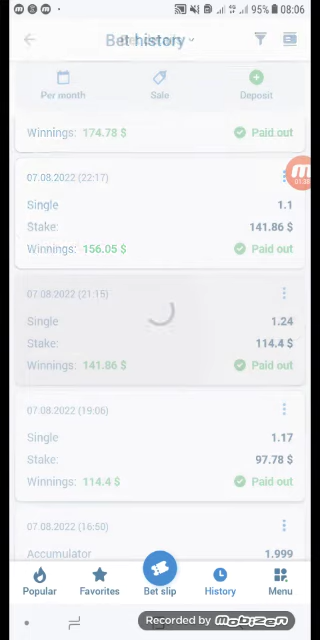 95% 08:06
Bet history
Per month Sale Deposit
Winnings: 174.78 $ Paid out
07.08.2022 (22:17)
01:38
Single 1.1
Stake: 141.86 $
Winnings: 156.05 $ Paid out
07.08.2022 (21:15)
Single 1.24
Stake: 114.4 $
Winnings: 141.86 $ Paid out
07.08.2022 (19:06)
Single 1.17
Stake: 97.78 $
Winnings: 114.4 $ Paid out
07.08.2022 (16:50)
Accumulator 1.999
Popular Favorites Bet slip History Menu
Recorded by Mobizen